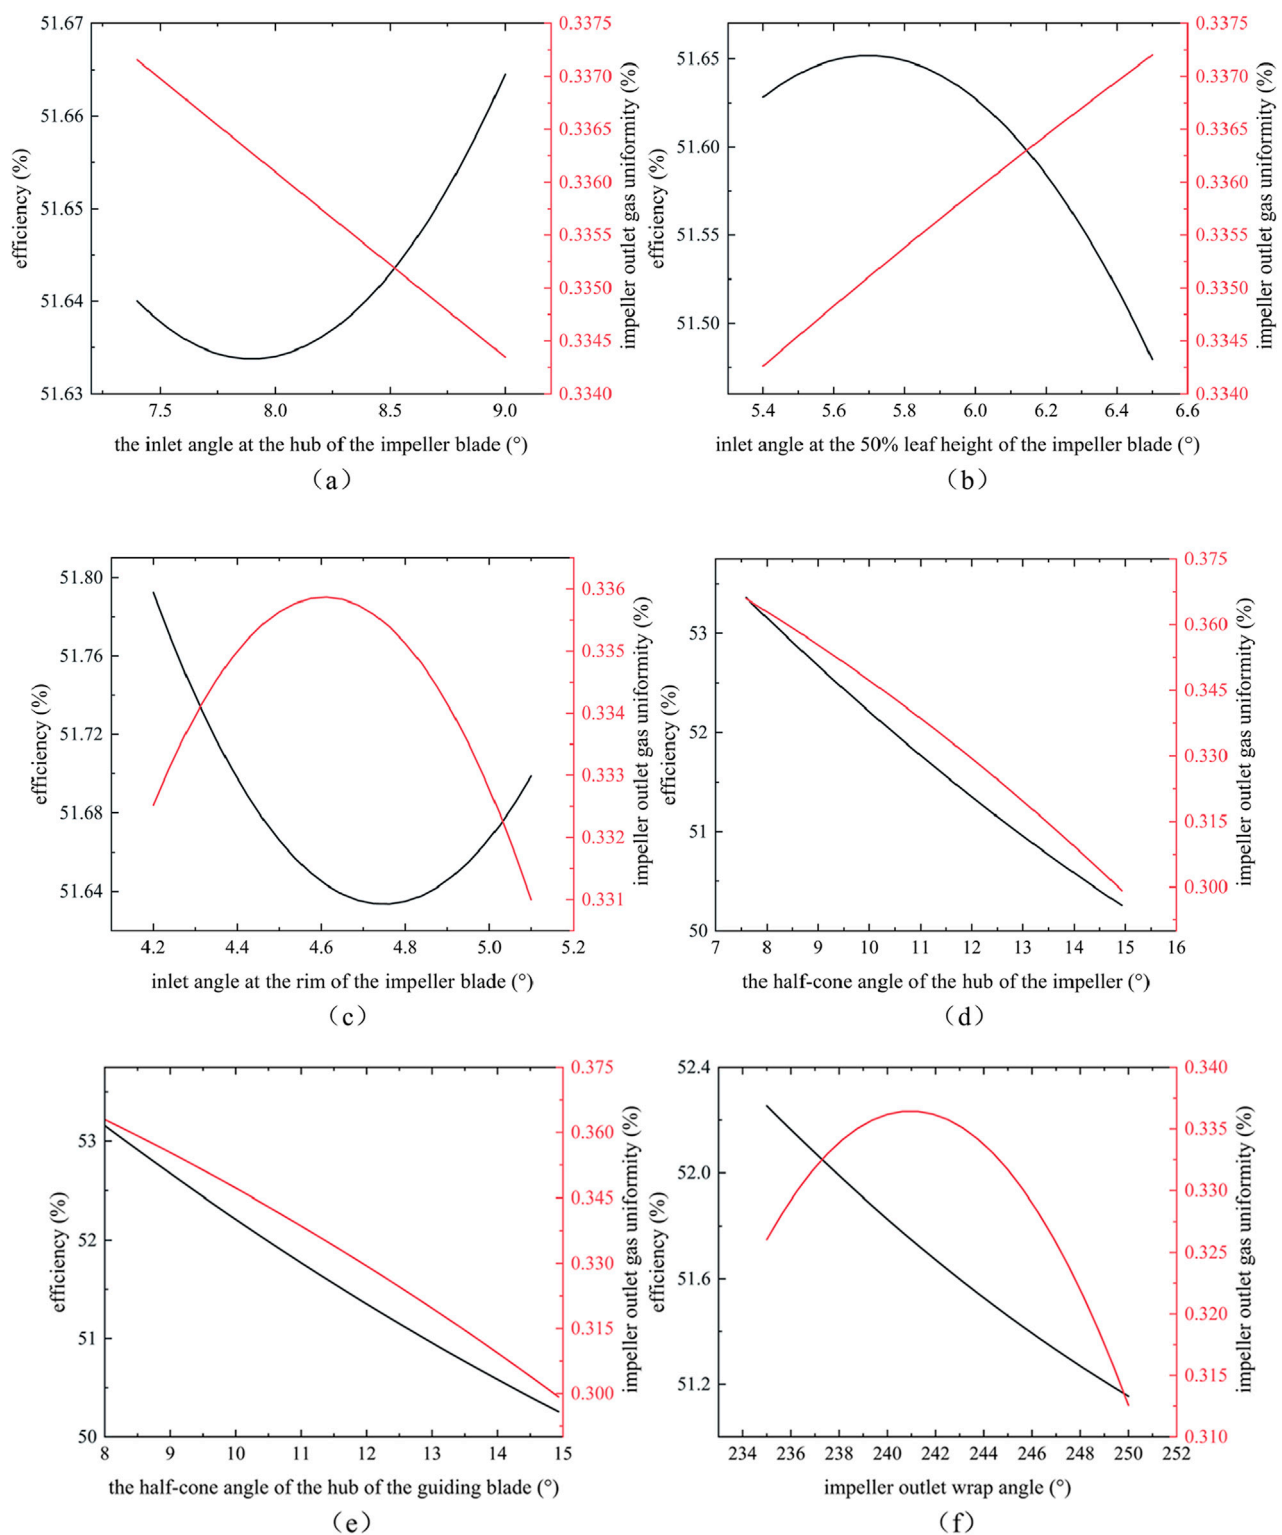 51.67
51.66
51.65
51.64
51.63
efficiency (%)
0.3375
0.3370
0.3365
0.3360
0.3355
0.3350
0.3345
0.3340
impeller outlet gas uniformity (%)
7.5 8.0 8.5 9.0
the inlet angle at the hub of the impeller blade (°)
(a)
51.65
51.60
51.55
51.50
efficiency (%)
0.3375
0.3370
0.3365
0.3360
0.3355
0.3350
0.3345
0.3340
impeller outlet gas uniformity (%)
5.4 5.6 5.8 6.0 6.2 6.4 6.6
inlet angle at the 50% leaf height of the impeller blade (°)
(b)
51.80
51.76
51.72
51.68
51.64
efficiency (%)
0.336
0.335
0.334
0.333
0.332
0.331
impeller outlet gas uniformity (%)
4.2 4.4 4.6 4.8 5.0 5.2
inlet angle at the rim of the impeller blade (°)
(c)
53
52
51
50
efficiency (%)
0.375
0.360
0.345
0.330
0.315
0.300
impeller outlet gas uniformity (%)
7 8 9 10 11 12 13 14 15 16
the half-cone angle of the hub of the impeller (°)
(d)
53
52
51
50
efficiency (%)
0.375
0.360
0.345
0.330
0.315
0.300
impeller outlet gas uniformity (%)
8 9 10 11 12 13 14 15
the half-cone angle of the hub of the guiding blade (°)
(e)
52.4
52.0
51.6
51.2
efficiency (%)
0.340
0.335
0.330
0.325
0.320
0.315
0.310
impeller outlet gas uniformity (%)
234 236 238 240 242 244 246 248 250 252
impeller outlet wrap angle (°)
(f)